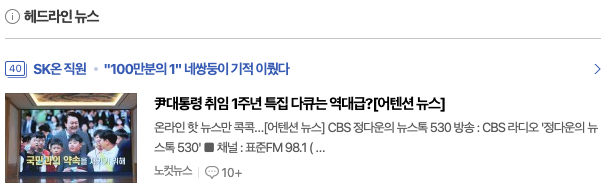 헤드라인 뉴스
40 SK온 직원 • "100만분의 1" 네쌍둥이 기적 이뤘다
尹대통령 취임 1주년 특집 다큐는 역대급?[어텐션 뉴스]
온라인 핫 뉴스만 콕콕...[어텐션 뉴스] CBS 정다운의 뉴스톡 530 방송 : CBS 라디오 '정다운의 뉴
스톡 530' ■ 채널 : 표준FM 98.1 ( ...
국민과의 약속을 지키기 위해
노컷뉴스 10+